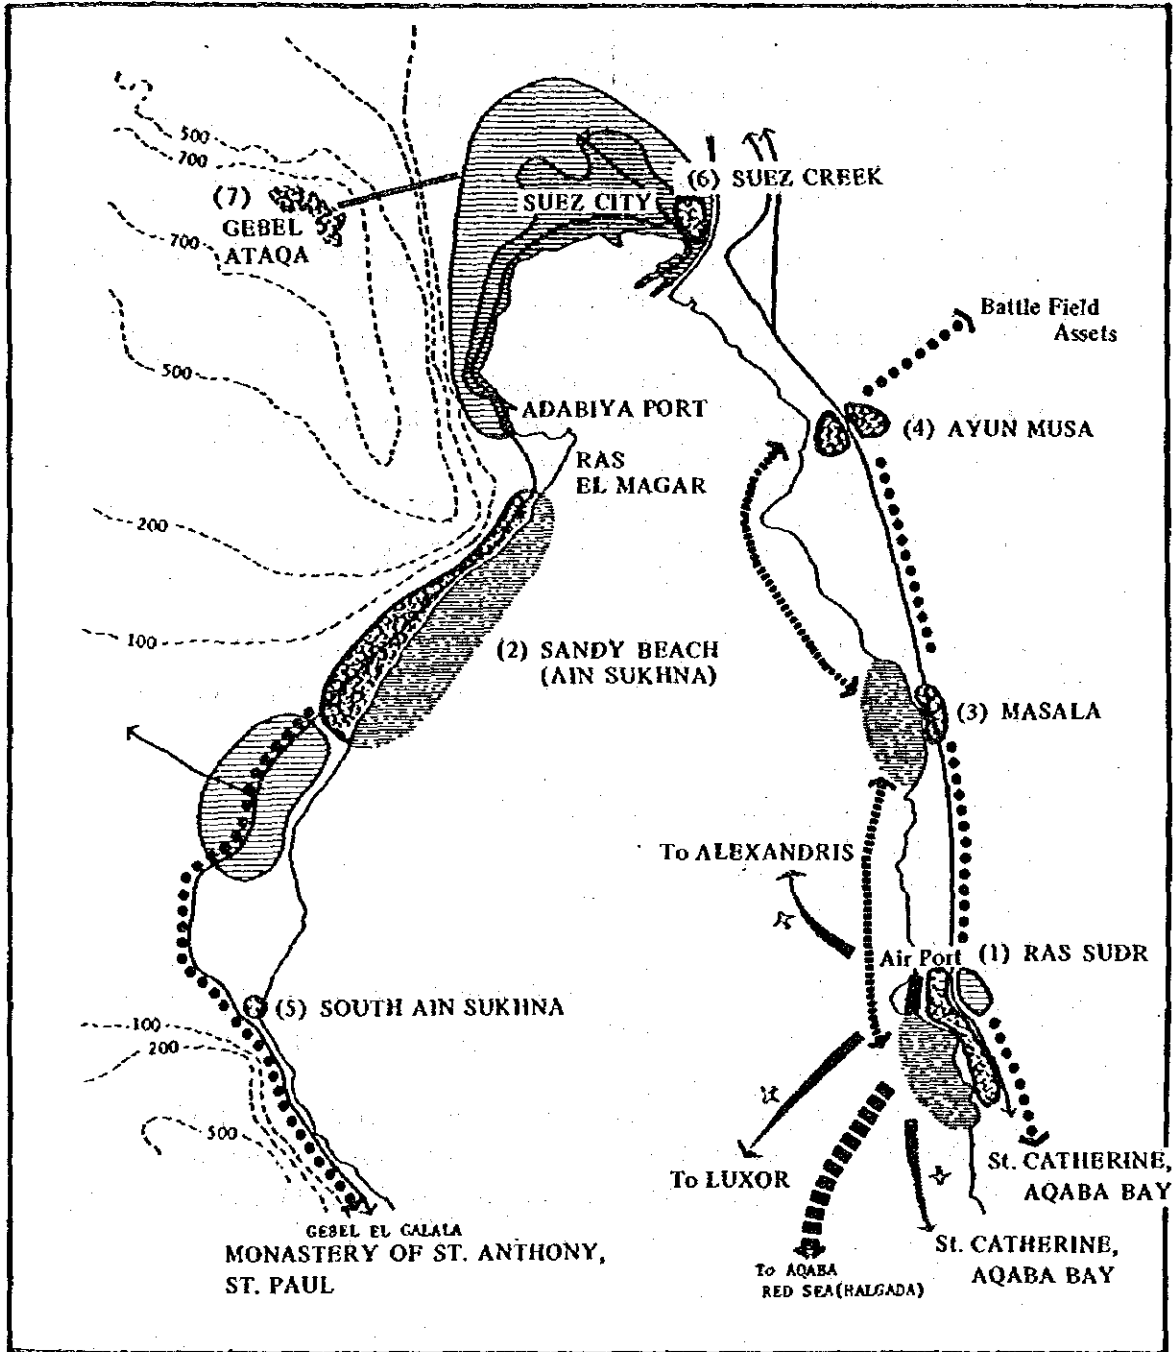 500
700
(7)
GEBEL
ATAQA
700
500
200
100
SUEZ CITY
(6) SUEZ CREEK
Battle Field
Assets
ADABIYA PORT
RAS
EL MAGAR
(4) AYUN MUSA
(2) SANDY BEACH
(AIN SUKHNA)
(3) MASALA
To ALEXANDRIS
Air Port
(1) RAS SUDR
(5) SOUTH AIN SUKHNA
100
200
500
To LUXOR
St. CATHERINE,
AQABA BAY
GEBEL EL GALALA
MONASTERY OF ST. ANTHONY,
ST. PAUL
St. CATHERINE,
AQABA BAY
To AQABA
RED SEA(HALGADA)